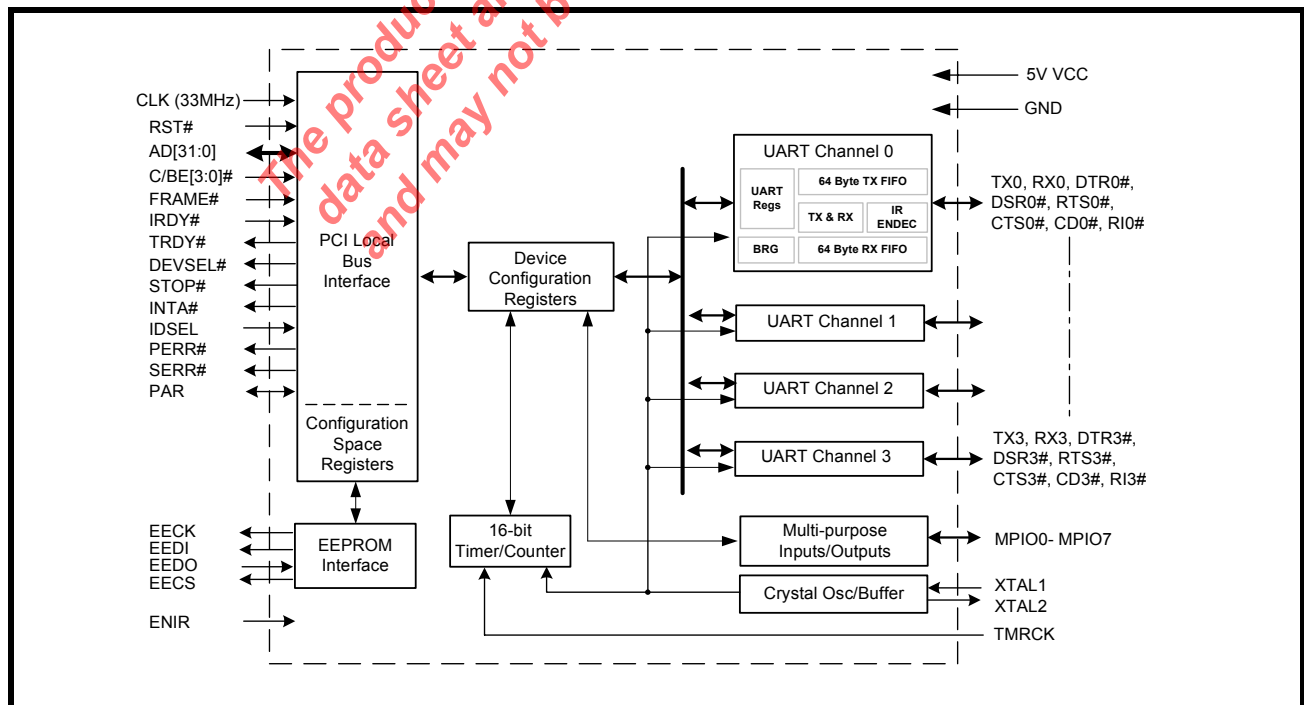 The produc
data sheet a
and may not b
CLK (33MHz)
RST#
AD[31:0]
C/BE[3:0]#
FRAME#
IRDY#
TRDY#
DEVSEL#
STOP#
INTA#
IDSEL
PERR#
SERR#
PAR
EECK
EEDI
EEDO
EECS
ENIR
PCI Local
Bus
Interface
Configuration
Space
Registers
EEPROM
Interface
Device
Configuration
Registers
16-bit
Timer/Counter
UART Channel 0
UART
Regs
64 Byte TX FIFO
TX & RX
IR
ENDEC
BRG
64 Byte RX FIFO
UART Channel 1
UART Channel 2
UART Channel 3
Multi-purpose
Inputs/Outputs
Crystal Osc/Buffer
5V VCC
GND
TX0, RX0, DTR0#,
DSR0#, RTS0#,
CTS0#, CD0#, RI0#
TX3, RX3, DTR3#,
DSR3#, RTS3#,
CTS3#, CD3#, RI3#
MPIO0- MPIO7
XTAL1
XTAL2
TMRCK